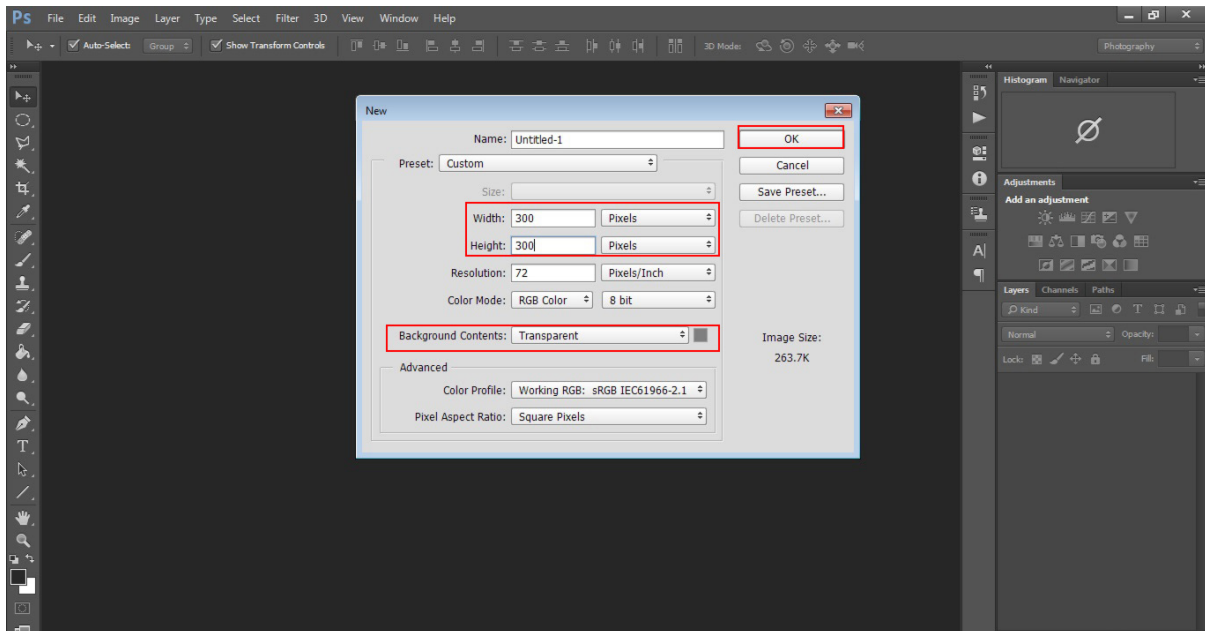 Ps File Edit Image Layer Type Select Filter 3D View Window Help
Auto-Select: Group Show Transform Controls 3D Mode: Photography
Histogram Navigator
New
Name: Untitled-1 OK
Preset: Custom Cancel
Size: Save Preset...
Width: 300 Pixels Delete Preset...
Height: 300 Pixels
Resolution: 72 Pixels/Inch
Color Mode: RGB Color 8 bit
Background Contents: Transparent Image Size:
263.7K
Advanced
Color Profile: Working RGB: sRGB IEC61966-2.1
Pixel Aspect Ratio: Square Pixels
Adjustments
Add an adjustment
Layers Channels Paths
Kind
Normal Opacity:
Lock: Fill: